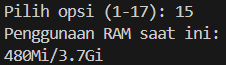 Pilih opsi (1-17): 15
Penggunaan RAM saat ini:
480Mi/3.7Gi